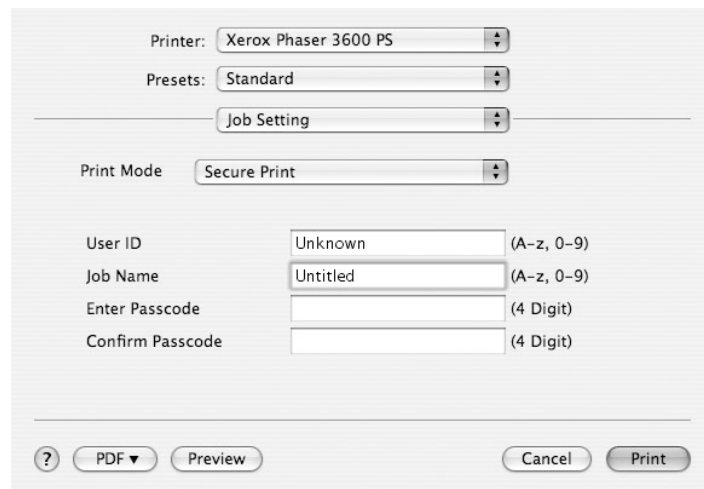 Printer: Xerox Phaser 3600 PS
Presets: Standard
Job Setting
Print Mode Secure Print
User ID Unknown (A-z, 0-9)
Job Name Untitled (A-z, 0-9)
Enter Passcode (4 Digit)
Confirm Passcode (4 Digit)
? PDF ▼ Preview Cancel Print